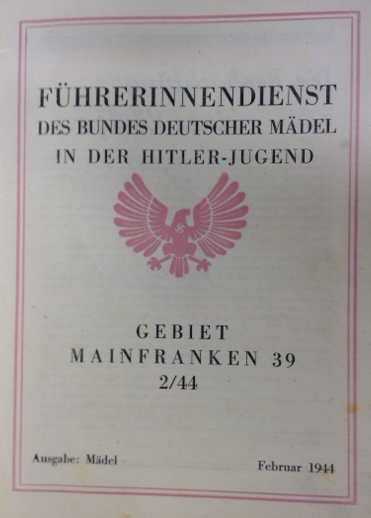 FÜHRERINNENDIENST
DES BUNDES DEUTSCHER MÄDEL
IN DER HITLER-JUGEND
GEBIET
MAINFRANKEN 39
2/44
Ausgabe: Mädel
Februar 1944